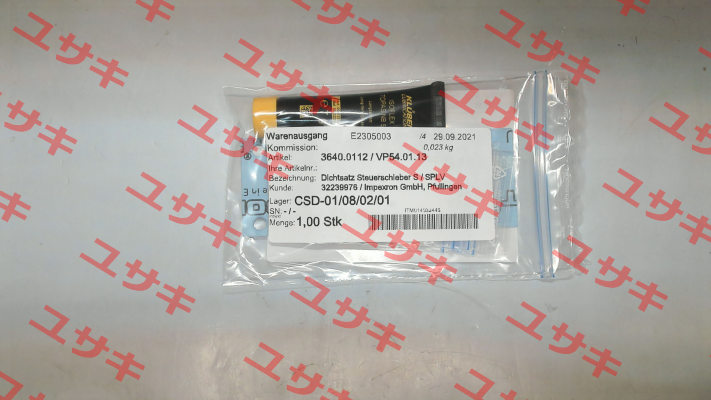 ユサキ
KLÜBER
Warenausgang E2305003 /4 29.09.2021
Kommission: 0,023 kg
Artikel: 3640.0112 / VP54.01.13
Ihre Artikelnr.:
Bezeichnung: Dichtsatz Steuerschieber S / SPLV
Kunde: 32239976 / Impexron GmbH, Pfullingen
Lager: CSD-01/08/02/01
SN: - / -
Menge: 1,00 Stk